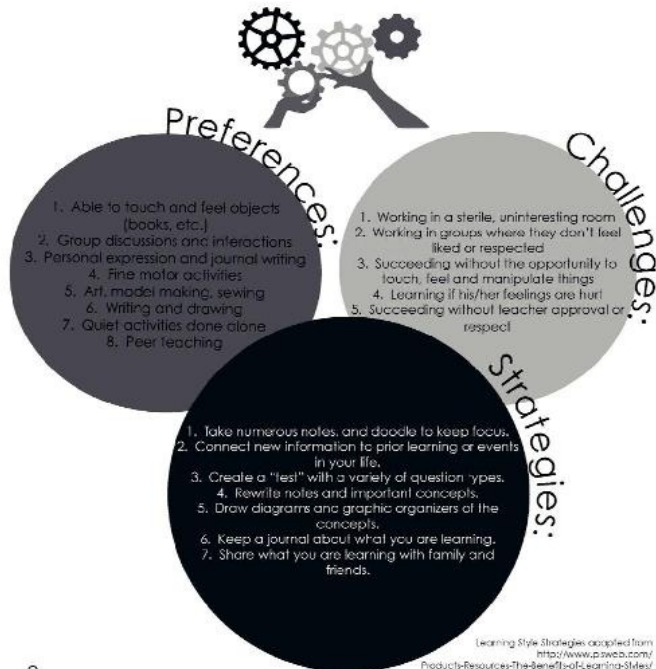 Preferences:
1. Able to touch and feel objects
(books, etc.)
2. Group discussions and interactions
3. Personal expression and journal writing
4. Fine motor activities
5. Art, model making, sewing
6. Writing and drawing
7. Quiet activities done alone
8. Peer teaching
Challenges:
1. Working in a sterile, uninteresting room
2. Working in groups where they don't feel
liked or respected
3. Succeeding without the opportunity to
touch, feel and manipulate things
4. Learning if his/her feelings are hurt
5. Succeeding without teacher approval or
respect
Strategies:
1. Take numerous notes, and doodle to keep focus.
2. Connect new information to prior learning or events
in your life.
3. Create a "test" with a variety of question types.
4. Rewrite notes and important concepts.
5. Draw diagrams and graphic organizers of the
concepts.
6. Keep a journal about what you are learning.
7. Share what you are learning with family and
friends.
Learning Style Strategies adapted from
http://www.psweb.com/
Products-Resources-The-Benefits-of-Learning-Styles.